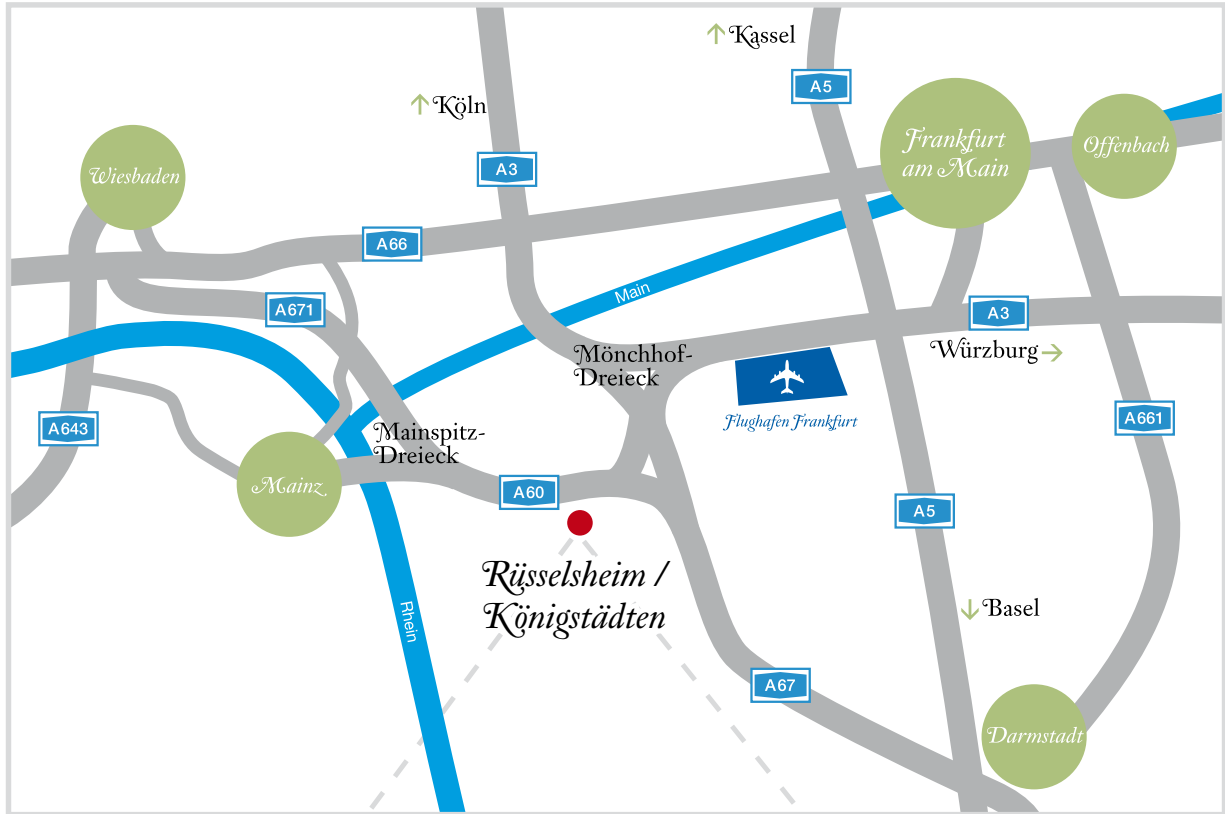 Kassel
A5
Köln
Frankfurt
am Main
Offenbach
A3
Wiesbaden
A66
Main
A671
A3
Mönchhof-
Dreieck
Würzburg
Flughafen Frankfurt
A643
Mainspitz-
Dreieck
A661
Mainz
A60
A5
Rüsselsheim /
Königstädten
Rhein
Basel
A67
Darmstadt